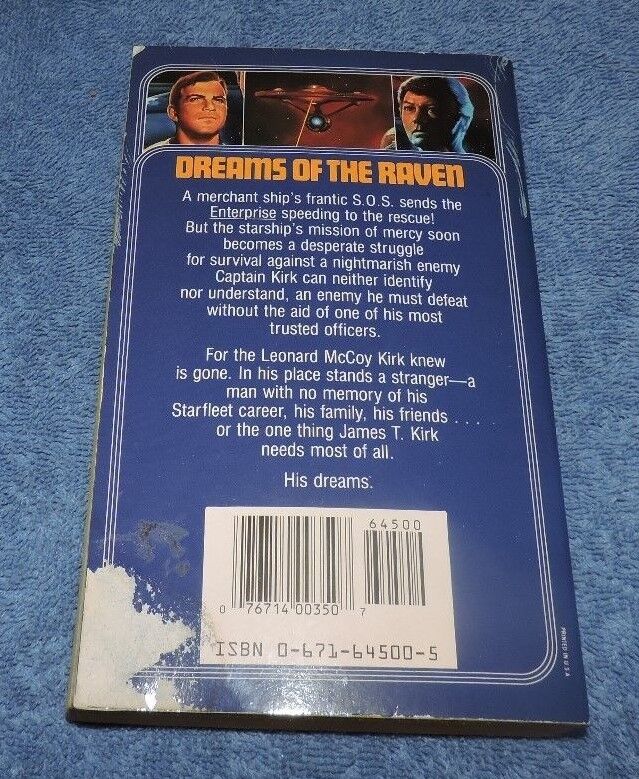 DREAMS OF THE RAVEN
A merchant ship's frantic S.O.S. sends the
Enterprise speeding to the rescue!
But the starship's mission of mercy soon
becomes a desperate struggle
for survival against a nightmarish enemy
Captain Kirk can neither identify
nor understand, an enemy he must defeat
without the aid of one of his most
trusted officers.
For the Leonard McCoy Kirk knew
is gone. In his place stands a stranger—a
man with no memory of his
Starfleet career, his family, his friends . . . .
or the one thing James T. Kirk
needs most of all.
His dreams.
64500
0 76714 00350 7
ISBN 0-671-64500-5
PRINTED IN U.S.A.